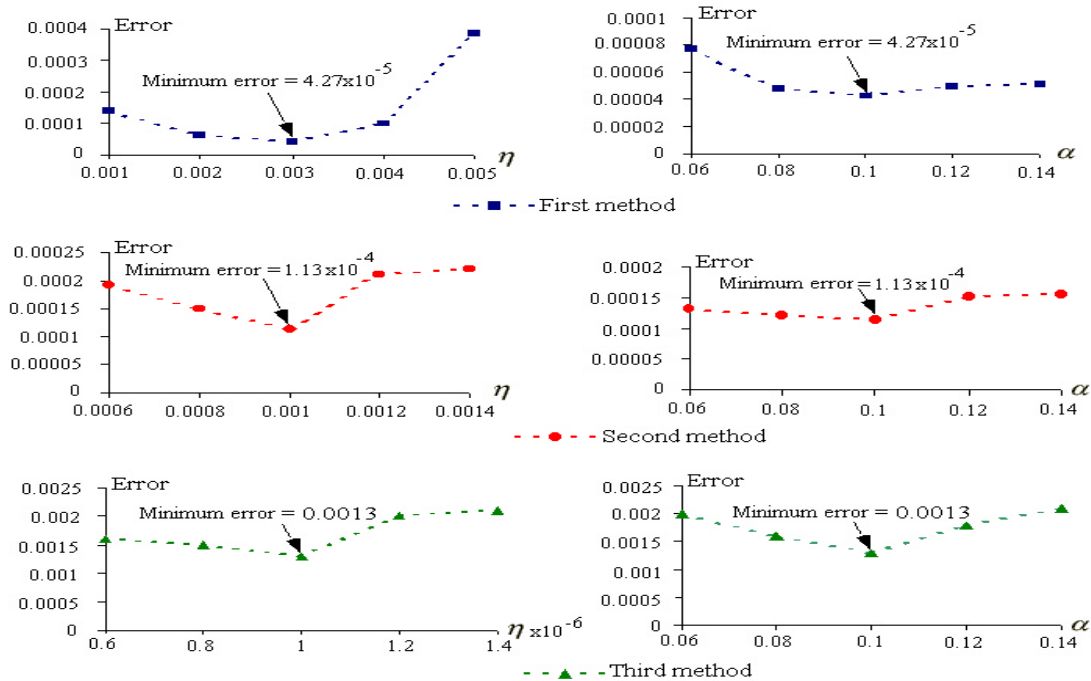 Error
0.0004
0.0003
0.0002
0.0001
0
Minimum error = 4.27x10-5
0.001 0.002 0.003 0.004 0.005
η
Error
0.0001
0.00008
0.00006
0.00004
0.00002
0
Minimum error = 4.27x10-5
0.06 0.08 0.1 0.12 0.14
α
First method
Error
0.00025
0.0002
0.00015
0.0001
0.00005
0
Minimum error = 1.13x10-4
0.0006 0.0008 0.001 0.0012 0.0014
η
Error
0.0002
0.00015
0.0001
0.00005
0
Minimum error = 1.13x10-4
0.06 0.08 0.1 0.12 0.14
α
Second method
Error
0.0025
0.002
0.0015
0.001
0.0005
0
Minimum error = 0.0013
0.6 0.8 1 1.2 1.4
η x10-6
Error
0.0025
0.002
0.0015
0.001
0.0005
0
Minimum error = 0.0013
0.06 0.08 0.1 0.12 0.14
α
Third method